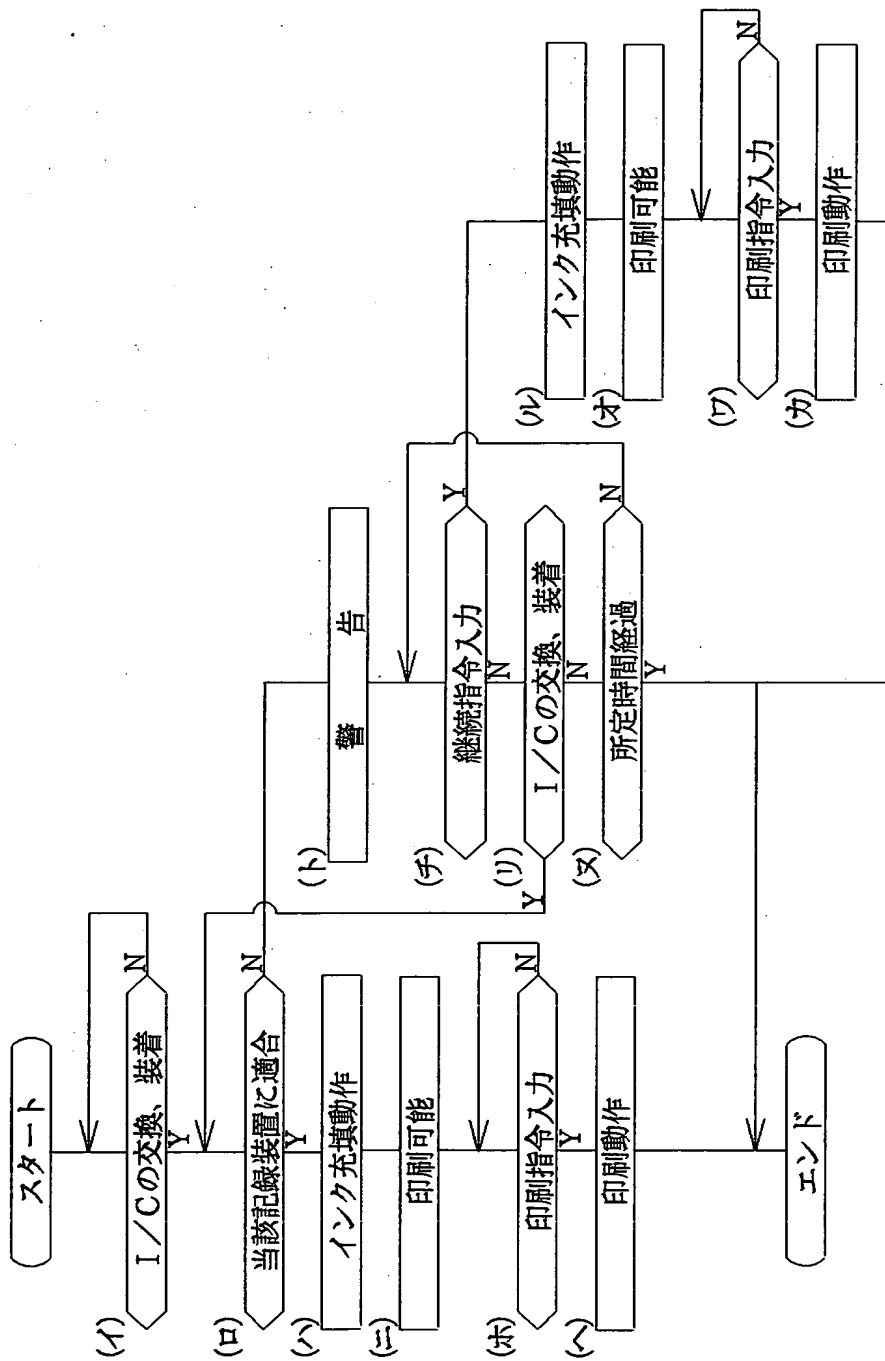 スタート
(イ) I/Cの交換、装着 N
Y
(ロ) 当該記録装置に適合 N
Y
(ハ) インク充填動作
(ニ) 印刷可能
(ホ) 印刷指令入力 N
Y
(ヘ) 印刷動作
エンド
(ト) 警 告
(チ) 継続指令入力 Y
N
(リ) I/Cの交換、装着
Y N
(ヌ) 所定時間経過 N
Y
(ル) インク充填動作
(オ) 印刷可能
(ワ) 印刷指令入力 N
Y
(カ) 印刷動作